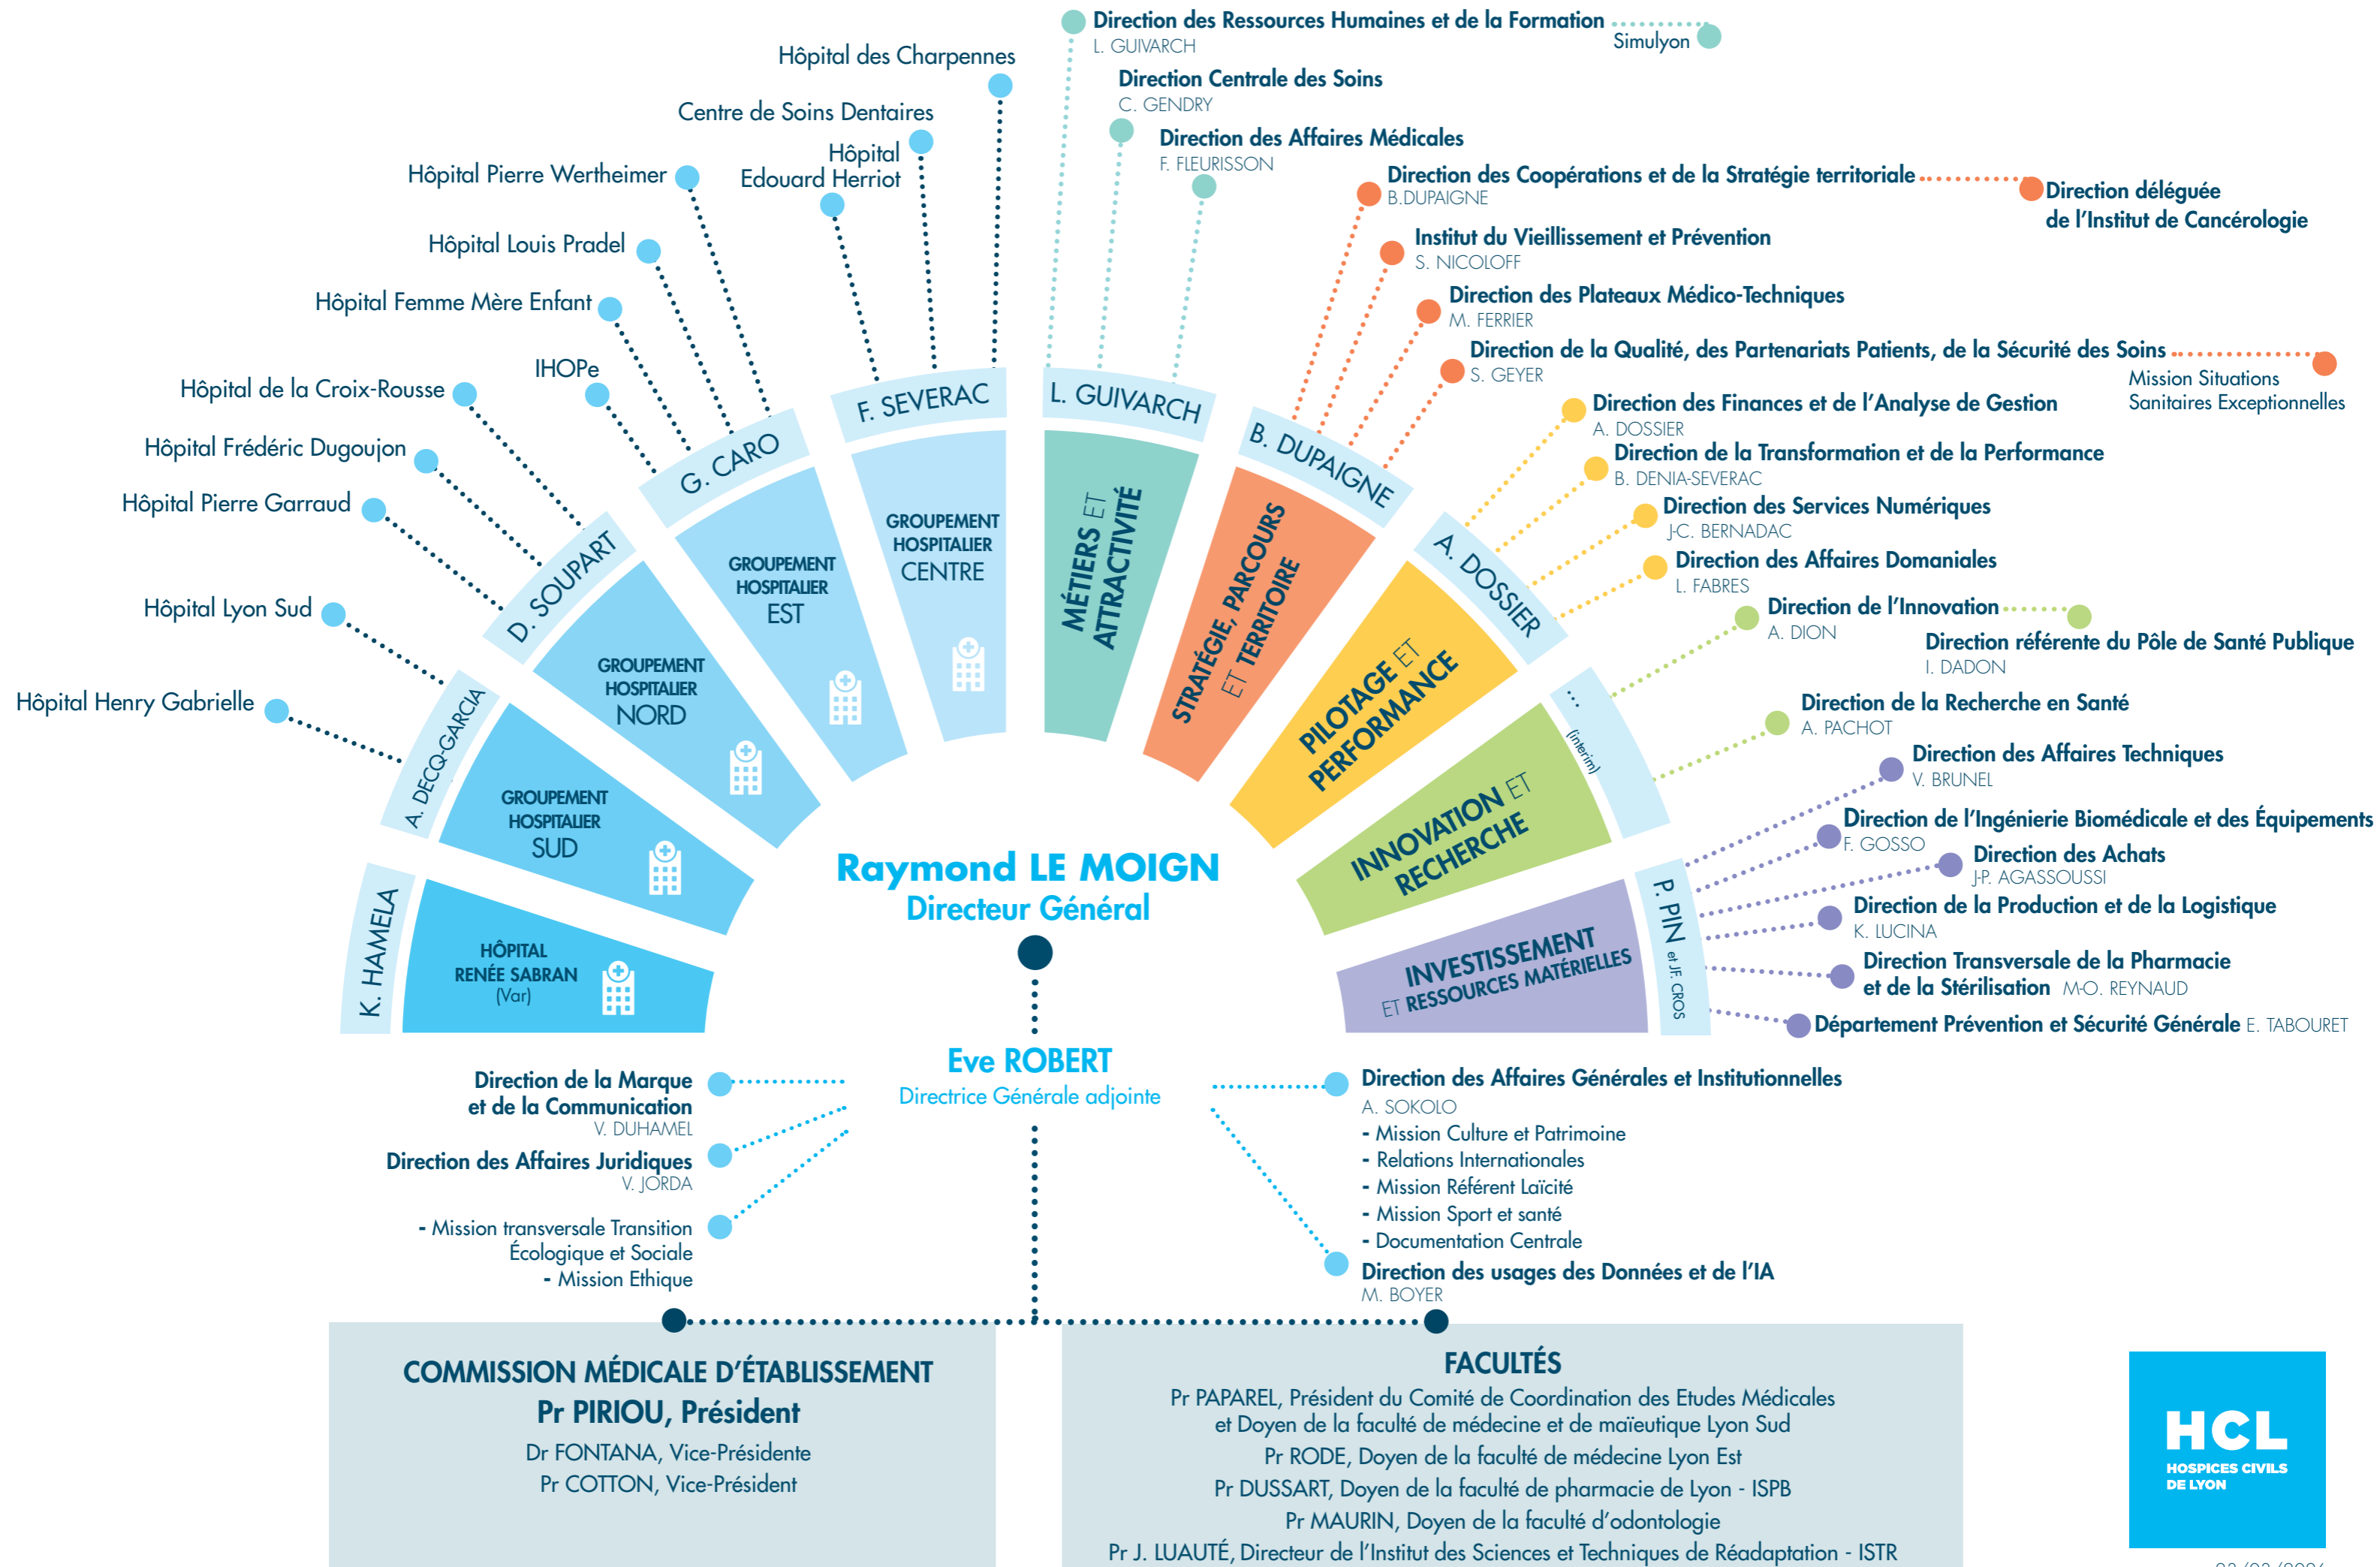 Direction des Ressources Humaines et de la Formation
L. GUIVARCH
Simulyon
Direction Centrale des Soins
C. GENDRY
Direction des Affaires Médicales
F. FLEURISSON
Hôpital des Charpennes
Centre de Soins Dentaires
Hôpital
Edouard Herriot
Hôpital Pierre Wertheimer
Hôpital Louis Pradel
Hôpital Femme Mère Enfant
IHOPe
Hôpital de la Croix-Rousse
Hôpital Frédéric Dugoujon
Hôpital Pierre Garraud
Hôpital Lyon Sud
Hôpital Henry Gabrielle
Direction des Coopérations et de la Stratégie territoriale
B.DUPAIGNE
Direction déléguée
de l'Institut de Cancérologie
Institut du Vieillissement et Prévention
S. NICOLOFF
Direction des Plateaux Médico-Techniques
M. FERRIER
Direction de la Qualité, des Partenariats Patients, de la Sécurité des Soins
S. GEYER
Mission Situations
Sanitaires Exceptionnelles
Direction des Finances et de l'Analyse de Gestion
A. DOSSIER
Direction de la Transformation et de la Performance
B. DENIA-SEVERAC
Direction des Services Numériques
J-C. BERNADAC
Direction des Affaires Domaniales
L. FABRES
Direction de l'Innovation
A. DION
Direction référente du Pôle de Santé Publique
I. DADON
Direction de la Recherche en Santé
A. PACHOT
Direction des Affaires Techniques
V. BRUNEL
Direction de l'Ingénierie Biomédicale et des Équipements
F. GOSSO
Direction des Achats
J-P. AGASSOUSSI
Direction de la Production et de la Logistique
K. LUCINA
Direction Transversale de la Pharmacie
et de la Stérilisation M-O. REYNAUD
Département Prévention et Sécurité Générale E. TABOURET
K. HAMELA
HÔPITAL
RENÉE SABRAN
(Var)
A. DECQ-GARCIA
GROUPEMENT
HOSPITALIER
SUD
D. SOUPART
GROUPEMENT
HOSPITALIER
NORD
G. CARO
GROUPEMENT
HOSPITALIER
EST
F. SEVERAC
GROUPEMENT
HOSPITALIER
CENTRE
L. GUIVARCH
MÉTIERS ET
ATTRACTIVITÉ
B. DUPAIGNE
STRATÉGIE, PARCOURS
ET TERRITOIRE
A. DOSSIER
PILOTAGE ET
PERFORMANCE
...
(interim)
INNOVATION ET
RECHERCHE
P. PIN et JF. CROS
INVESTISSEMENT
ET RESSOURCES MATÉRIELLES
Raymond LE MOIGN
Directeur Général
Eve ROBERT
Directrice Générale adjointe
Direction de la Marque
et de la Communication
V. DUHAMEL
Direction des Affaires Juridiques
V. JORDA
- Mission transversale Transition
Écologique et Sociale
- Mission Ethique
Direction des Affaires Générales et Institutionnelles
A. SOKOLO
- Mission Culture et Patrimoine
- Relations Internationales
- Mission Référent Laïcité
- Mission Sport et santé
- Documentation Centrale
Direction des usages des Données et de l'IA
M. BOYER
COMMISSION MÉDICALE D'ÉTABLISSEMENT
Pr PIRIOU, Président
Dr FONTANA, Vice-Présidente
Pr COTTON, Vice-Président
FACULTÉS
Pr PAPAREL, Président du Comité de Coordination des Etudes Médicales
et Doyen de la faculté de médecine et de maïeutique Lyon Sud
Pr RODE, Doyen de la faculté de médecine Lyon Est
Pr DUSSART, Doyen de la faculté de pharmacie de Lyon - ISPB
Pr MAURIN, Doyen de la faculté d'odontologie
Pr J. LUAUTÉ, Directeur de l'Institut des Sciences et Techniques de Réadaptation - ISTR
HCL
HOSPICES CIVILS
DE LYON